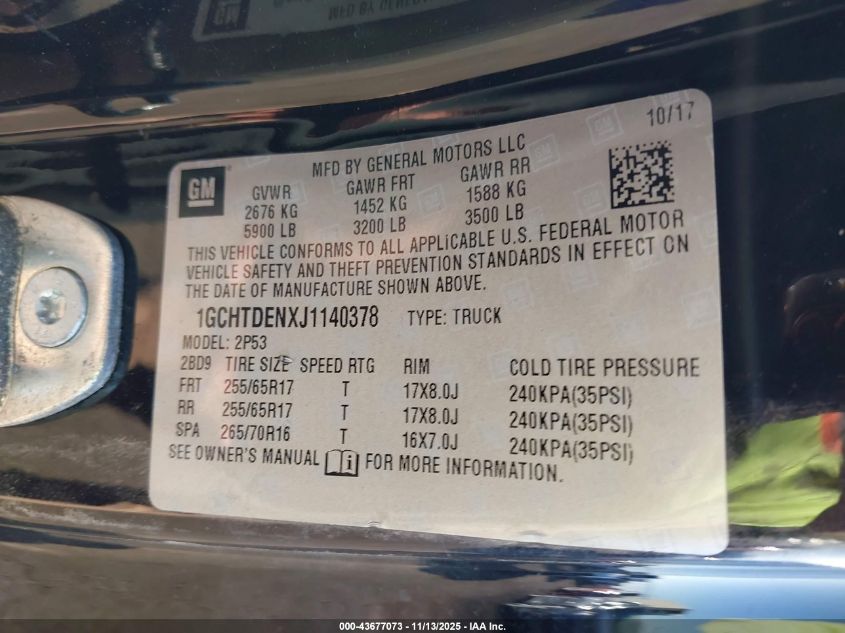 10/17
MFD BY GENERAL MOTORS LLC
GM
GVWR GAWR FRT GAWR RR
2676 KG 1452 KG 1588 KG
5900 LB 3200 LB 3500 LB
THIS VEHICLE CONFORMS TO ALL APPLICABLE U.S. FEDERAL MOTOR
VEHICLE SAFETY AND THEFT PREVENTION STANDARDS IN EFFECT ON
THE DATE OF MANUFACTURE SHOWN ABOVE.
1GCHTDENXJ1140378 TYPE: TRUCK
MODEL: 2P53
2BD9 TIRE SIZE SPEED RTG RIM COLD TIRE PRESSURE
FRT 255/65R17 T 17X8.0J 240KPA(35PSI)
RR 255/65R17 T 17X8.0J 240KPA(35PSI)
SPA 265/70R16 T 16X7.0J 240KPA(35PSI)
SEE OWNER'S MANUAL FOR MORE INFORMATION.
000-43677073 - 11/13/2025 - IAA Inc.